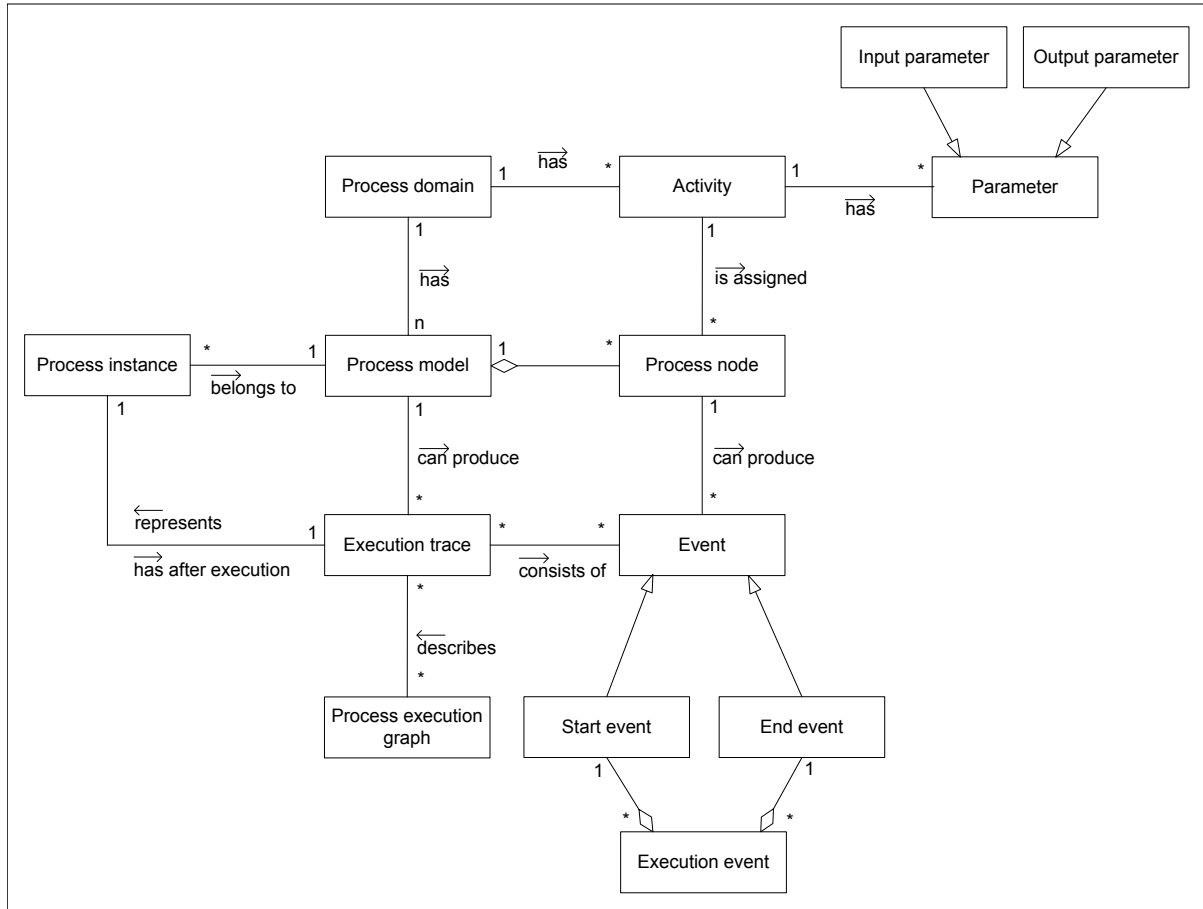 Input parameter
Output parameter
has
1
*
1
*
Process domain
Activity
Parameter
has
1
1
has
is assigned
n
*
*
1
1
*
Process instance
Process model
Process node
belongs to
1
1
1
can produce
can produce
*
*
represents
1
*
*
Execution trace
Event
has after execution
consists of
*
describes
*
Process execution
graph
Start event
End event
1
1
*
*
Execution event